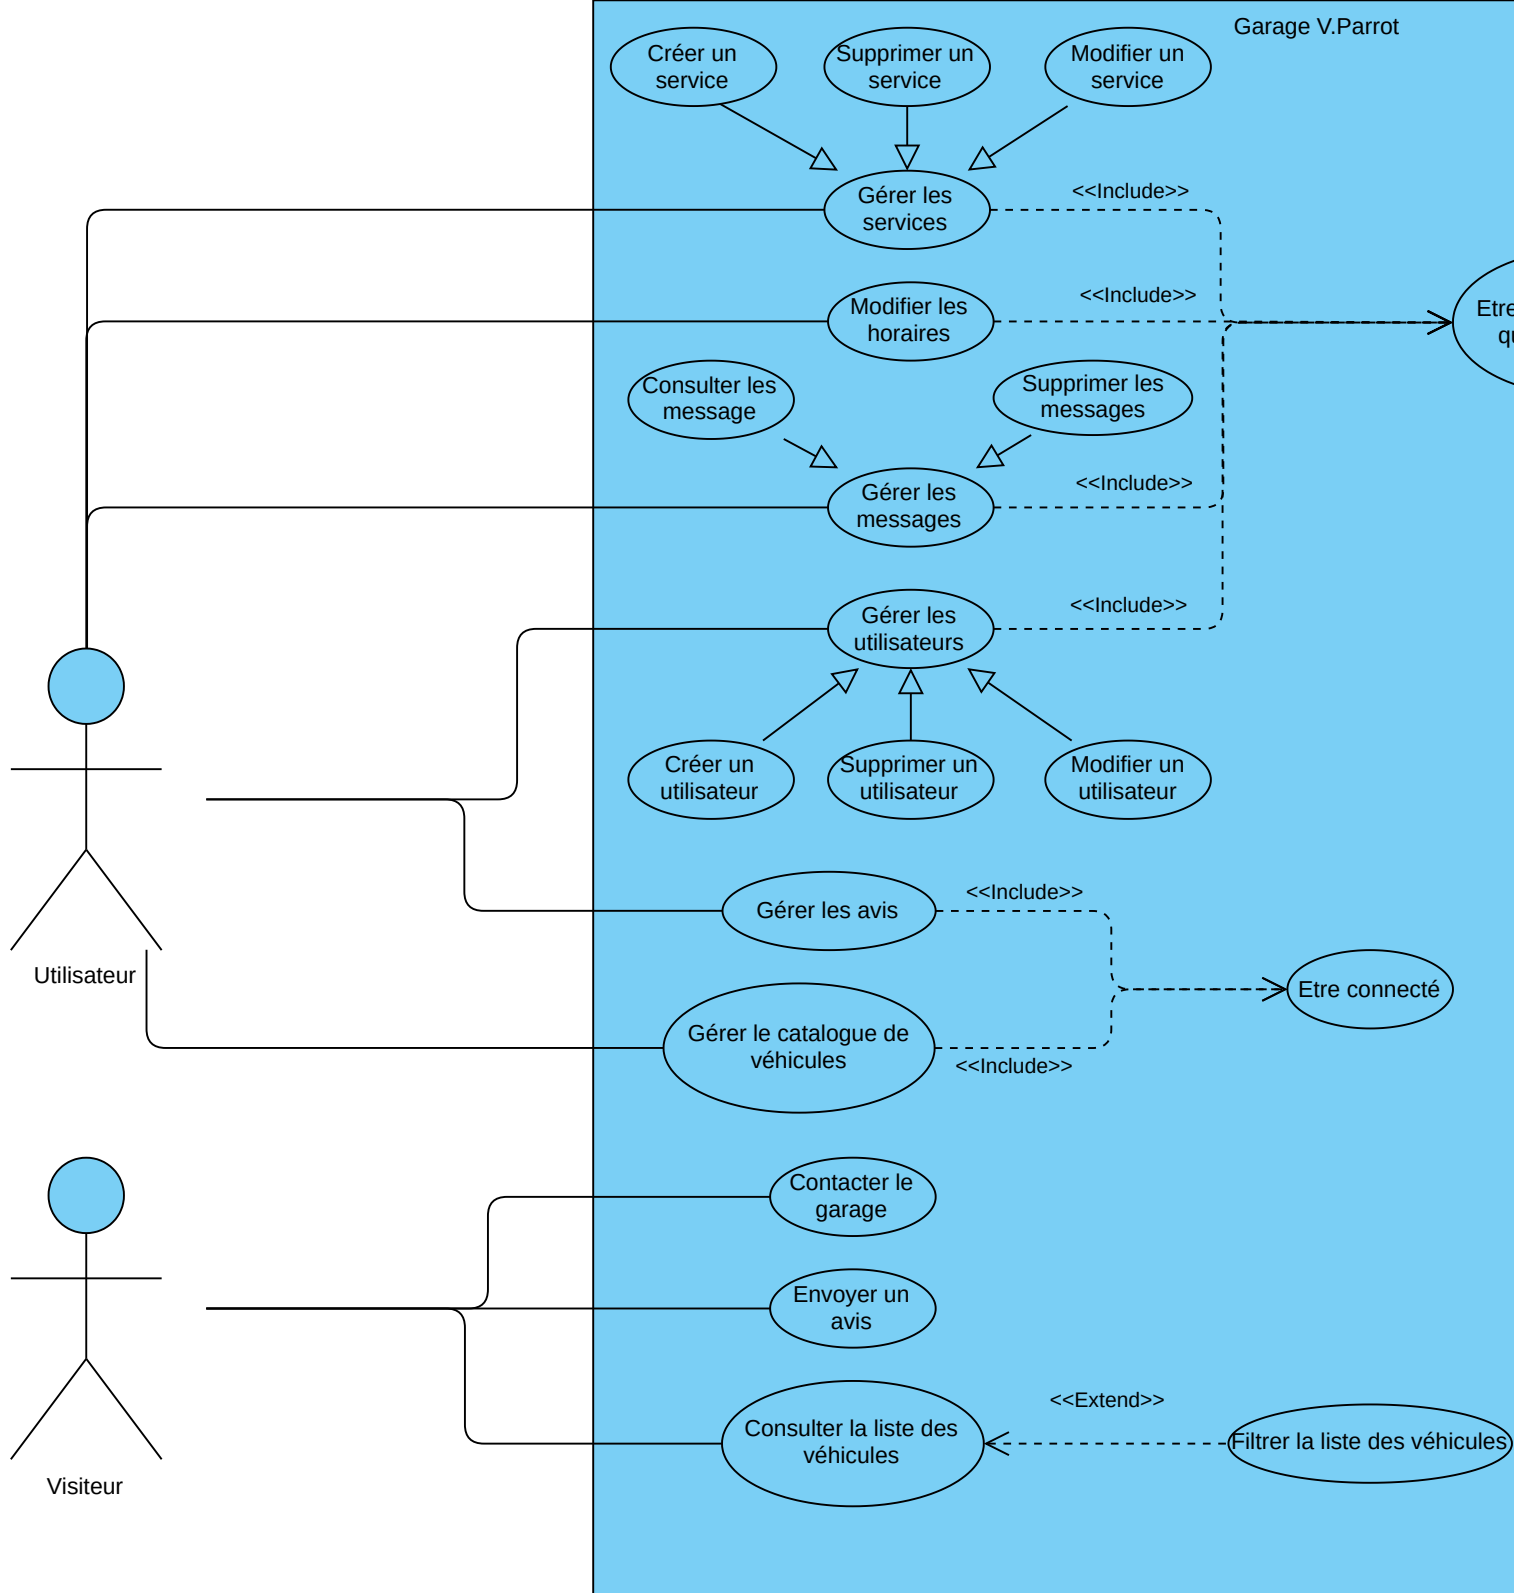 Garage V.Parrot
Créer un
service
Supprimer un
service
Modifier un
service
Gérer les
services
<<Include>>
Modifier les
horaires
<<Include>>
Etre
Consulter les
message
Supprimer les
messages
Gérer les
messages
<<Include>>
Gérer les
utilisateurs
<<Include>>
Créer un
utilisateur
Supprimer un
utilisateur
Modifier un
utilisateur
Gérer les avis
<<Include>>
Utilisateur
Etre connecté
Gérer le catalogue de
véhicules
<<Include>>
Contacter le
garage
Envoyer un
avis
Consulter la liste des
véhicules
<<Extend>>
Filtrer la liste des véhicules
Visiteur